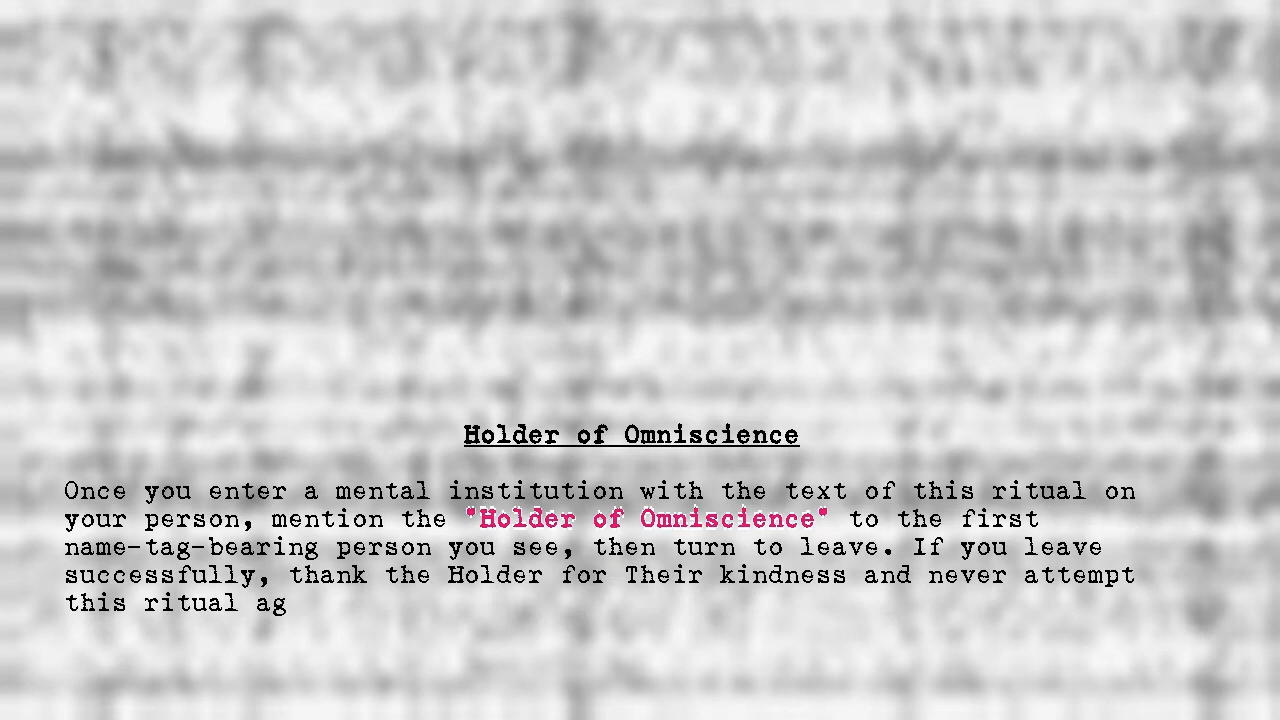 Holder of Omniscience
Once you enter a mental institution with the text of this ritual on
your person, mention the "Holder of Omniscience" to the first
name-tag-bearing person you see, then turn to leave. If you leave
successfully, thank the Holder for Their kindness and never attempt
this ritual ag